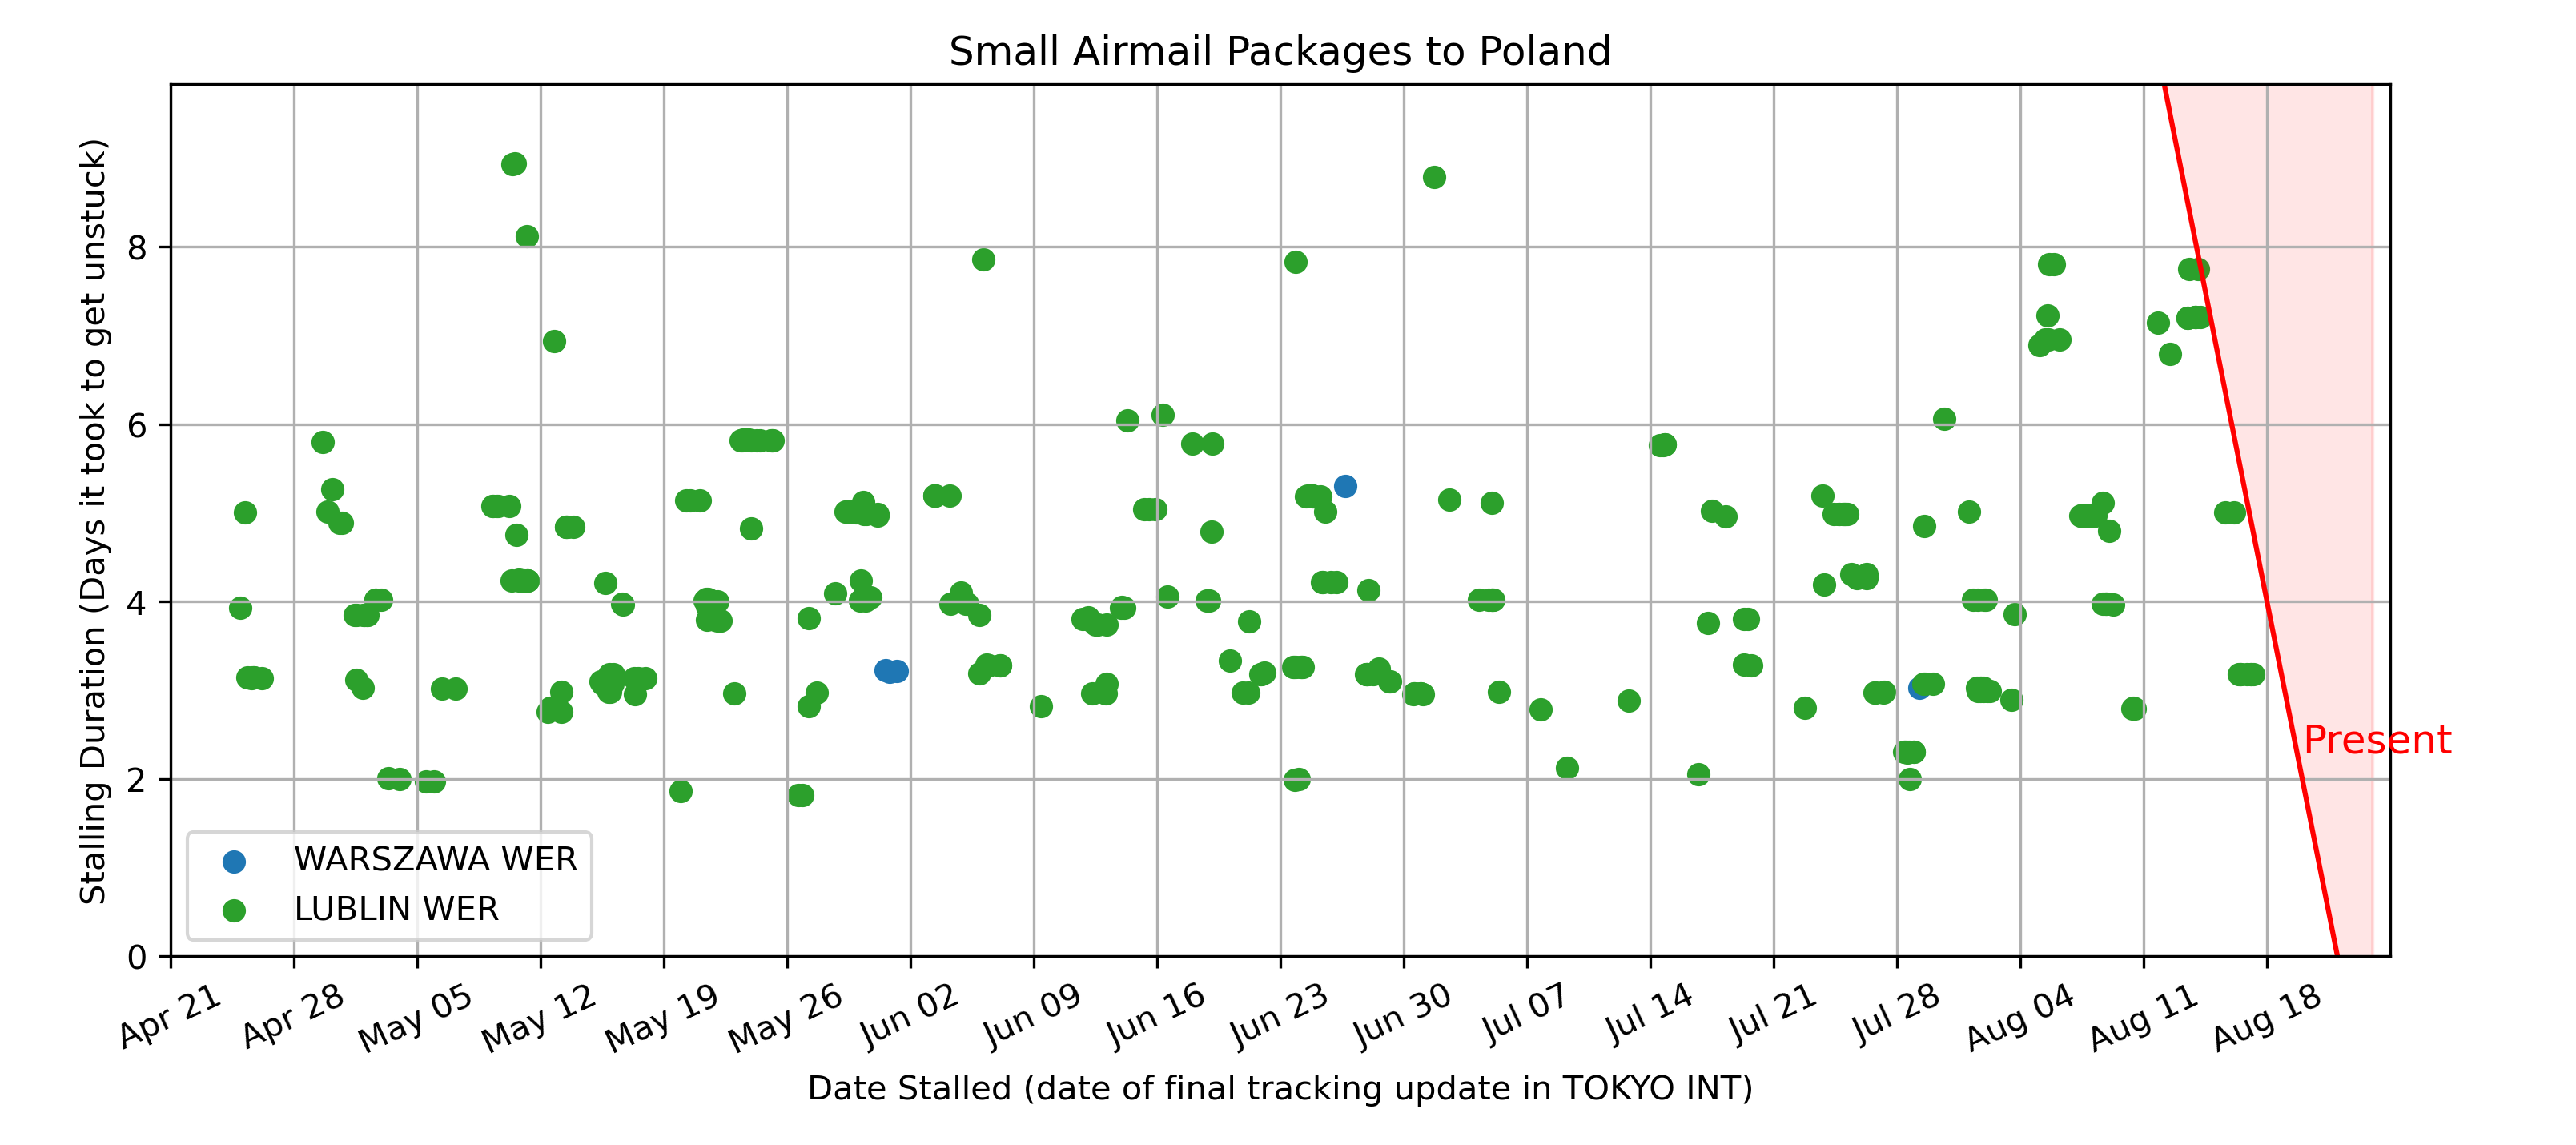 Small Airmail Packages to Poland
Stalling Duration (Days it took to get unstuck)
8
6
4
2
0
Present
WARSZAWA WER
LUBLIN WER
Apr 21
Apr 28
May 05
May 12
May 19
May 26
Jun 02
Jun 09
Jun 16
Jun 23
Jun 30
Jul 07
Jul 14
Jul 21
Jul 28
Aug 04
Aug 11
Aug 18
Date Stalled (date of final tracking update in TOKYO INT)